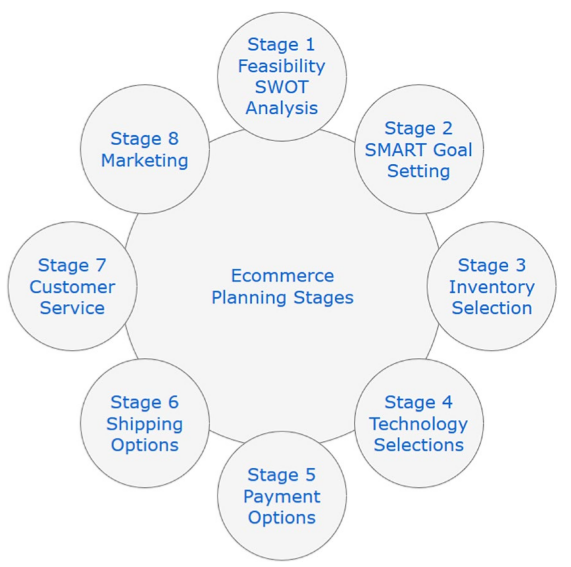 Stage 1
Feasibility
SWOT
Analysis
Stage 2
SMART Goal
Setting
Stage 3
Inventory
Selection
Stage 4
Technology
Selections
Stage 5
Payment
Options
Stage 6
Shipping
Options
Stage 7
Customer
Service
Stage 8
Marketing
Ecommerce
Planning Stages